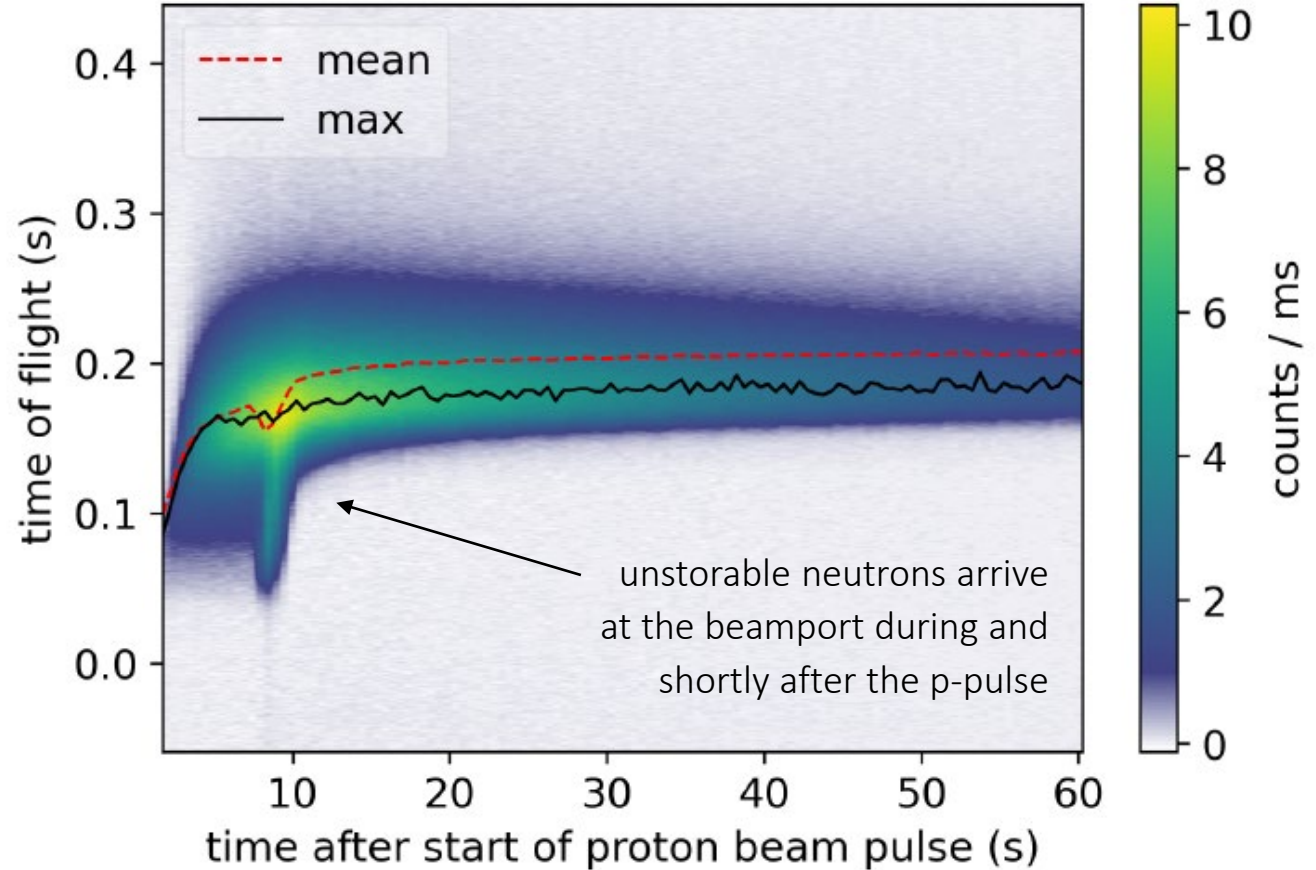 mean
max
0.4
0.3
0.2
0.1
0.0
time of flight (s)
10
20
30
40
50
60
time after start of proton beam pulse (s)
unstorable neutrons arrive
at the beamport during and
shortly after the p-pulse
10
8
6
4
2
0
counts / ms